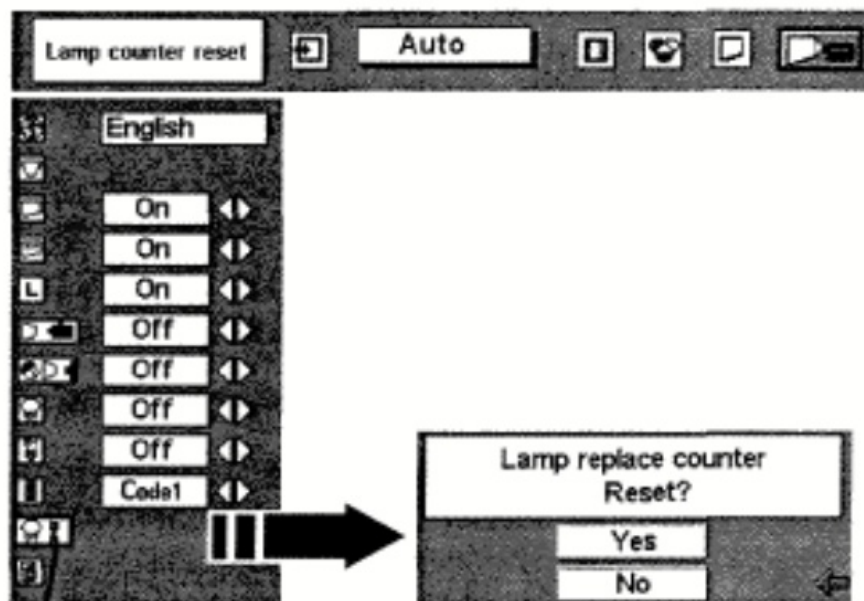 Lamp counter reset
Auto
English
On
On
L
On
Off
Off
Off
Off
Code1
Lamp replace counter
Reset?
Yes
No